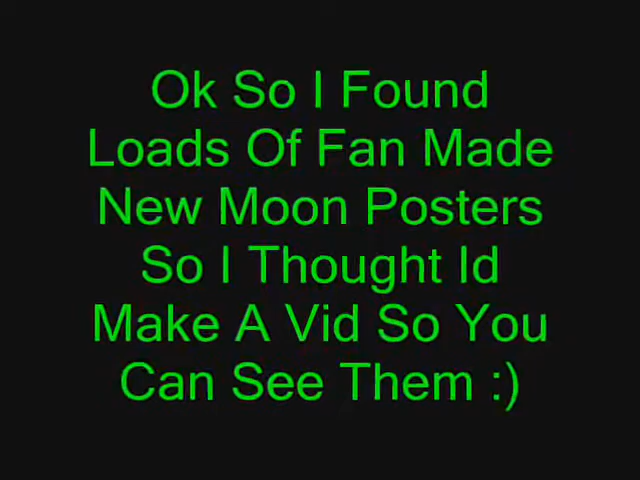 Ok So I Found
Loads Of Fan Made
New Moon Posters
So I Thought Id
Make A Vid So You
Can See Them :)